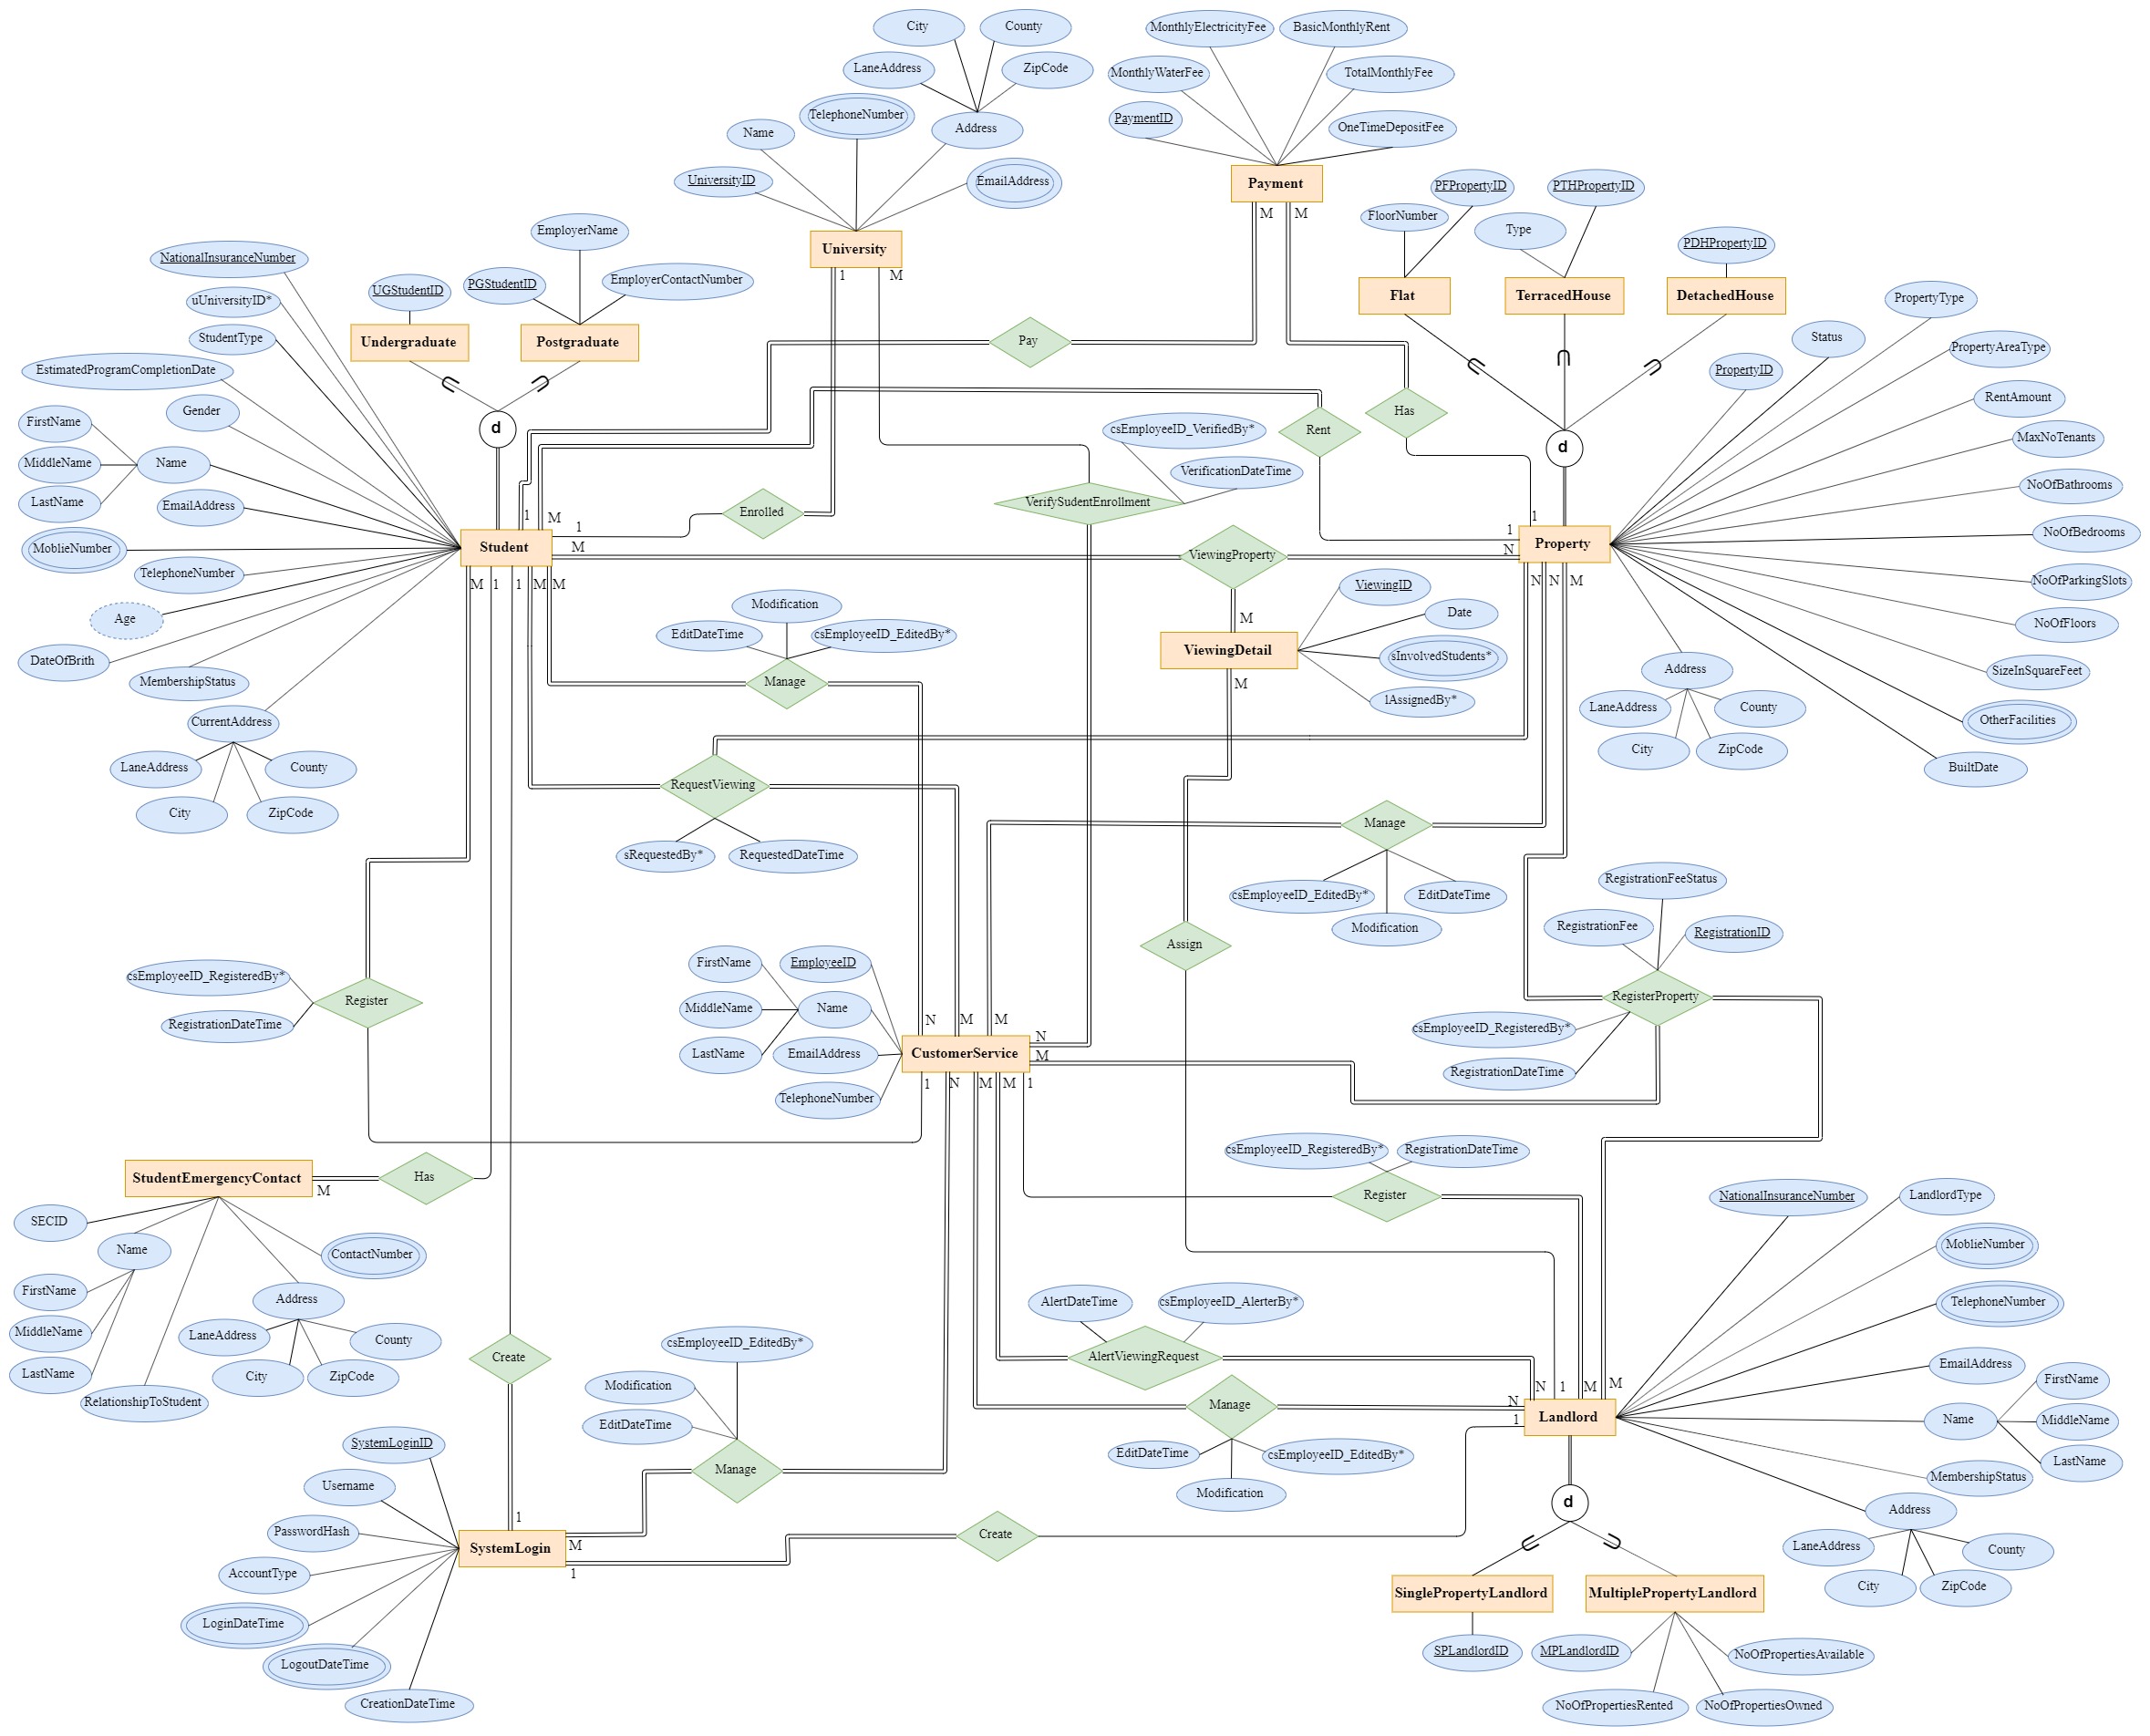 City
County
LaneAddress
ZipCode
TelephoneNumber
Name
Address
UniversityID
EmailAddress
University
1
M
MonthlyElectricityFee
BasicMonthlyRent
MonthlyWaterFee
TotalMonthlyFee
PaymentID
OneTimeDepositFee
Payment
M
M
PFPropertyID
FloorNumber
Flat
PTHPropertyID
Type
TerracedHouse
PDHPropertyID
DetachedHouse
d
EmployerName
UGStudentID
PGStudentID
EmployerContactNumber
Undergraduate
Postgraduate
d
Pay
Rent
Has
Enrolled
csEmployeeID_VerifiedBy*
VerificationDateTime
VerifySudentEnrollment
ViewingProperty
NationalInsuranceNumber
uUniversityID*
StudentType
EstimatedProgramCompletionDate
Gender
FirstName
MiddleName
LastName
Name
EmailAddress
MoblieNumber
TelephoneNumber
Age
DateOfBrith
MembershipStatus
CurrentAddress
LaneAddress
County
City
ZipCode
Student
1
M
1
M
M
1
1
M
M
PropertyType
Status
PropertyAreaType
PropertyID
RentAmount
MaxNoTenants
NoOfBathrooms
NoOfBedrooms
NoOfParkingSlots
NoOfFloors
SizeInSquareFeet
OtherFacilities
BuiltDate
Address
LaneAddress
County
City
ZipCode
Property
1
1
N
N
N
M
ViewingID
Date
sInvolvedStudents*
lAssignedBy*
M
ViewingDetail
M
Modification
EditDateTime
csEmployeeID_EditedBy*
Manage
RequestViewing
sRequestedBy*
RequestedDateTime
Manage
csEmployeeID_EditedBy*
EditDateTime
Modification
Assign
RegistrationFeeStatus
RegistrationFee
RegistrationID
RegisterProperty
csEmployeeID_RegisteredBy*
RegistrationDateTime
csEmployeeID_RegisteredBy*
RegistrationDateTime
Register
FirstName
EmployeeID
MiddleName
Name
LastName
EmailAddress
TelephoneNumber
CustomerService
N
M
M
N
M
1
N
M
M
1
StudentEmergencyContact
M
Has
SECID
Name
FirstName
MiddleName
LastName
RelationshipToStudent
Address
LaneAddress
County
City
ZipCode
ContactNumber
csEmployeeID_RegisteredBy*
RegistrationDateTime
Register
AlertDateTime
csEmployeeID_AlerterBy*
AlertViewingRequest
Manage
EditDateTime
csEmployeeID_EditedBy*
Modification
Create
csEmployeeID_EditedBy*
Modification
EditDateTime
Manage
Create
SystemLoginID
Username
PasswordHash
AccountType
LoginDateTime
LogoutDateTime
CreationDateTime
SystemLogin
1
M
1
NationalInsuranceNumber
LandlordType
MoblieNumber
TelephoneNumber
EmailAddress
Name
FirstName
MiddleName
LastName
MembershipStatus
Address
LaneAddress
County
City
ZipCode
Landlord
N
1
M
M
N
1
d
SinglePropertyLandlord
MultiplePropertyLandlord
SPLandlordID
MPLandlordID
NoOfPropertiesAvailable
NoOfPropertiesRented
NoOfPropertiesOwned